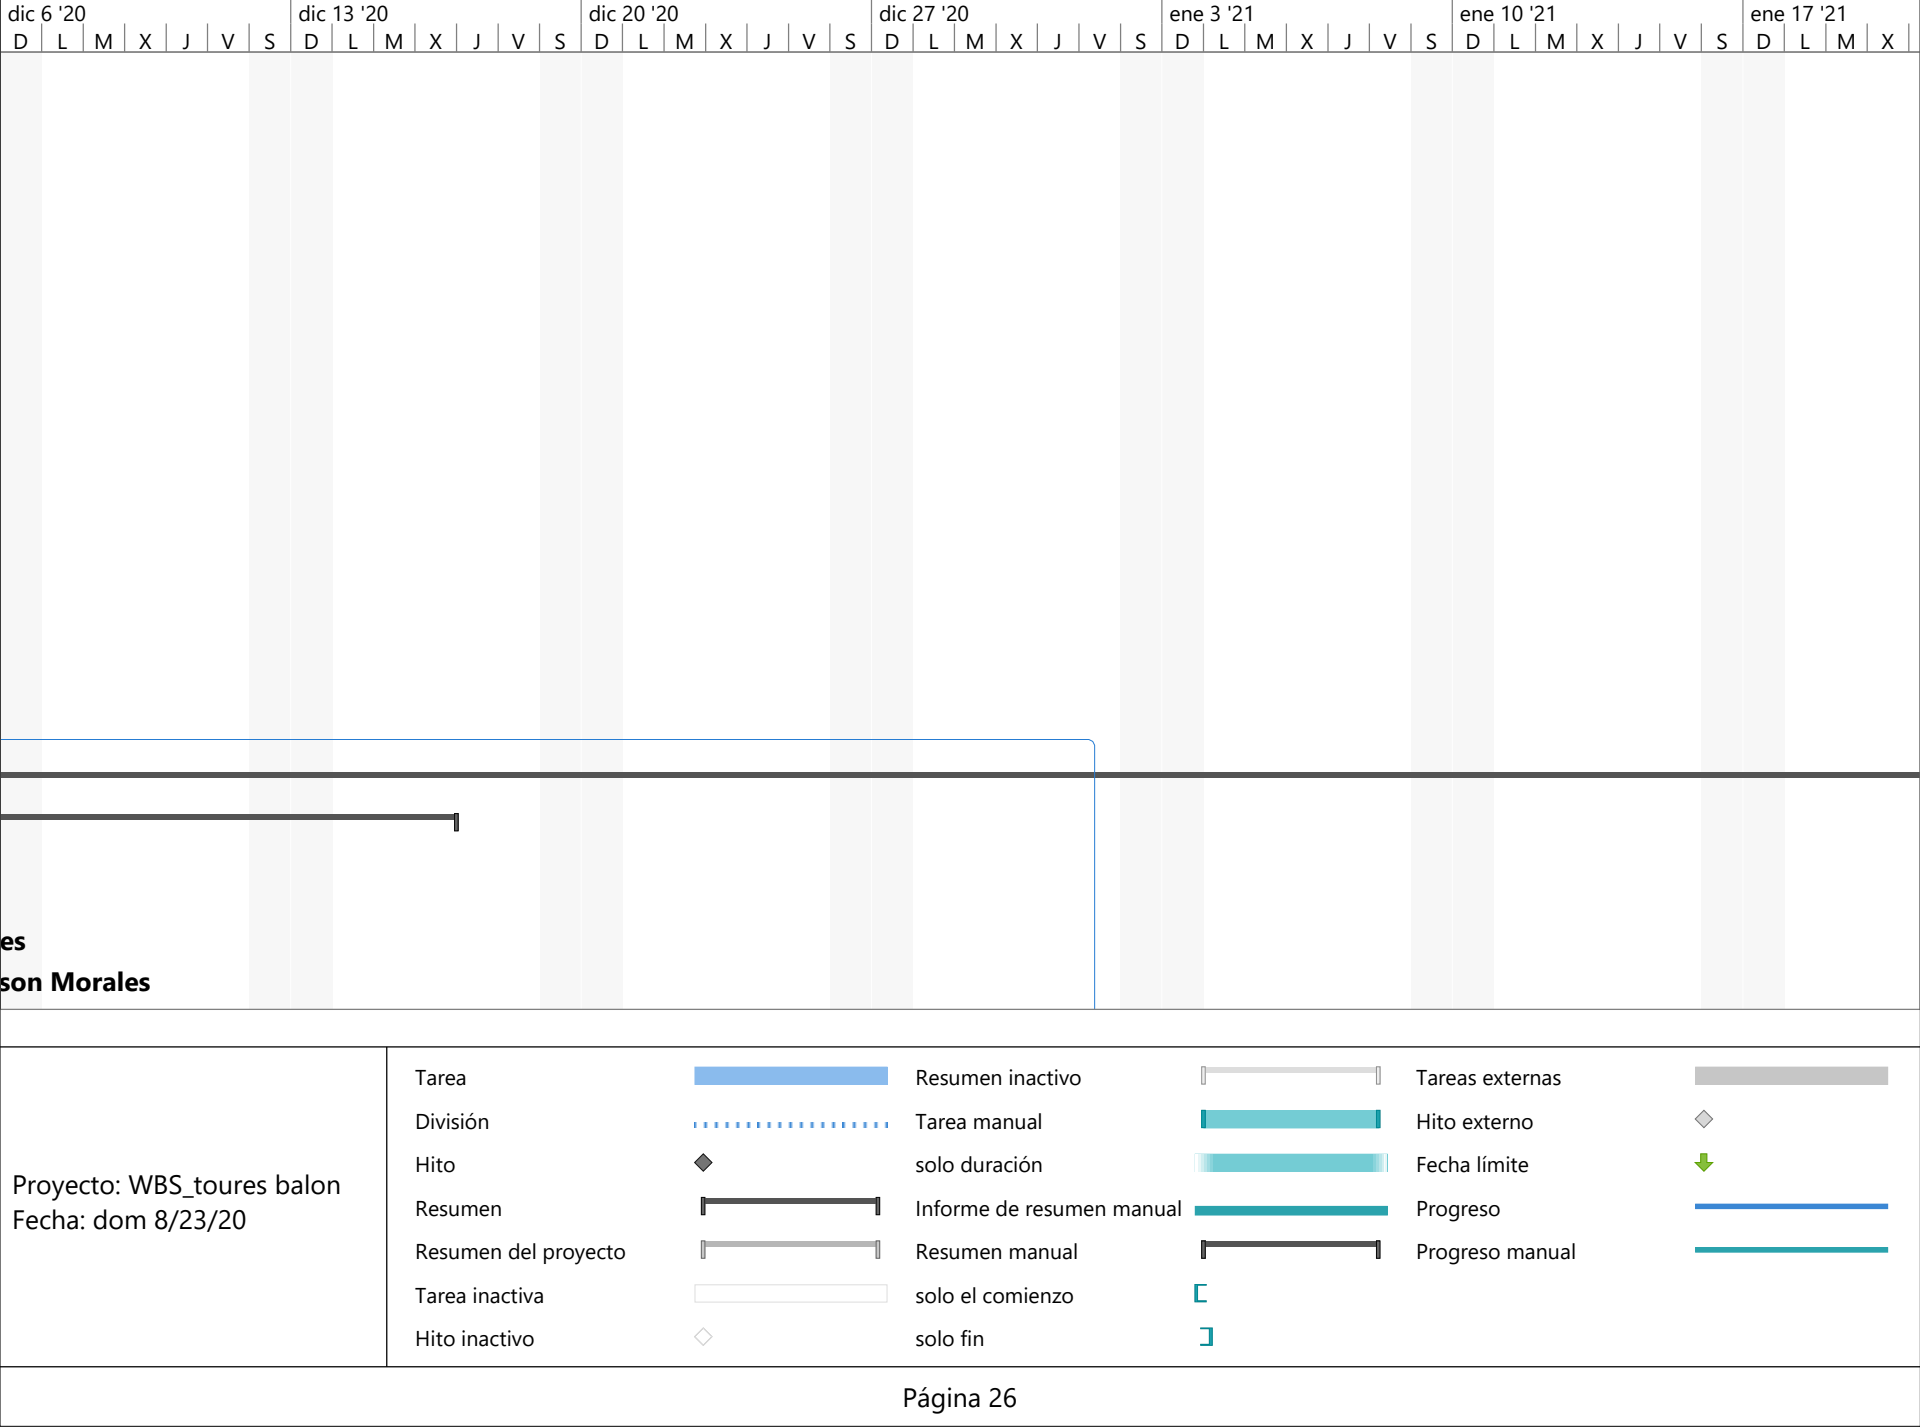 dic 6 '20 dic 13 '20 dic 20 '20 dic 27 '20 ene 3 '21 ene 10 '21 ene 17 '21
D L M X J V S D L M X J V S D L M X J V S D L M X J V S D L M X J V S D L M X J V S D L M X
es
son Morales
Proyecto: WBS_toures balon
Fecha: dom 8/23/20
Tarea
División
Hito
Resumen
Resumen del proyecto
Tarea inactiva
Hito inactivo
Resumen inactivo
Tarea manual
solo duración
Informe de resumen manual
Resumen manual
solo el comienzo
solo fin
Tareas externas
Hito externo
Fecha límite
Progreso
Progreso manual
Página 26